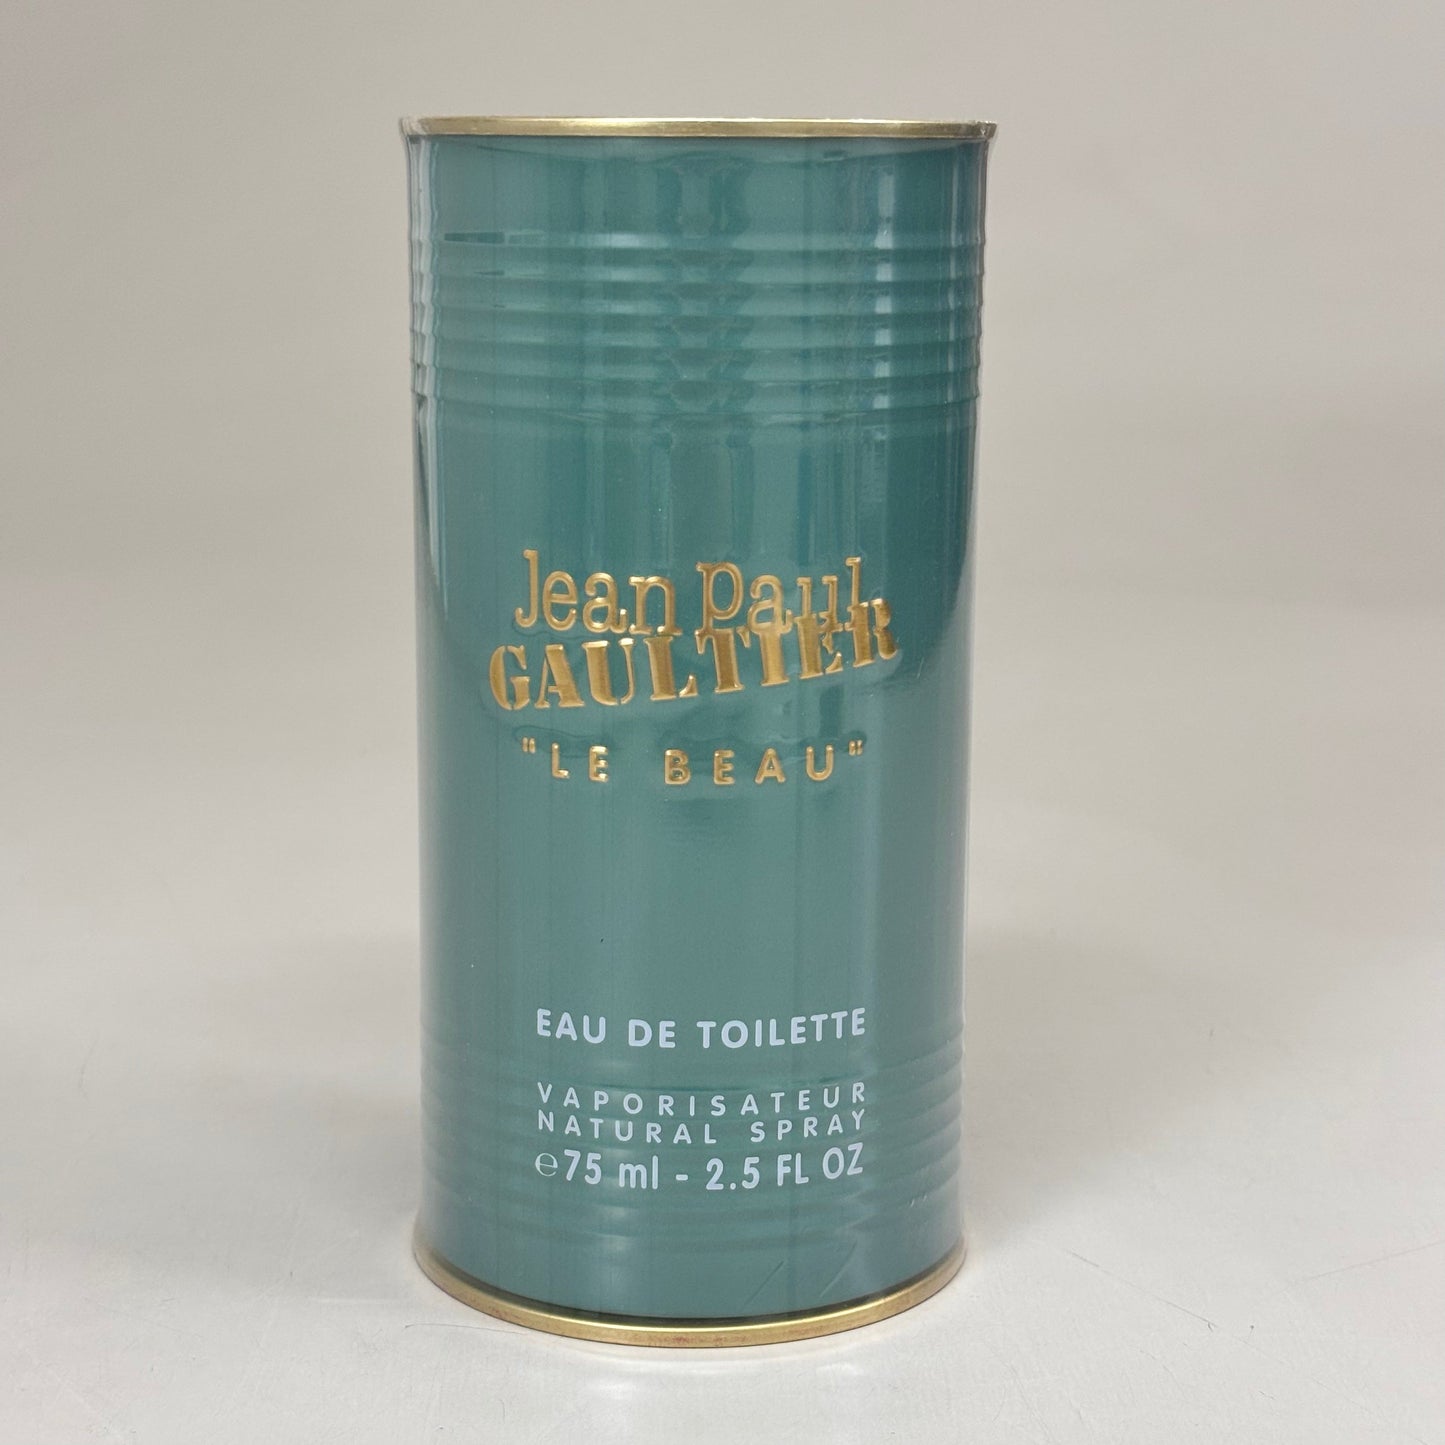 Jean Paul
GAULTIER
"LE BEAU"
EAU DE TOILETTE
VAPORISATEUR
NATURAL SPRAY
℮75 ml - 2.5 FL OZ